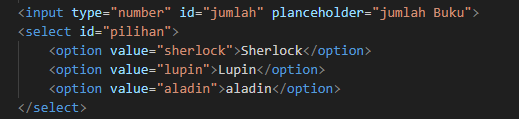 <input type="number" id="jumlah" planceholder="jumlah Buku">
<select id="pilihan">
<option value="sherlock">Sherlock</option>
<option value="lupin">Lupin</option>
<option value="aladin">aladin</option>
</select>